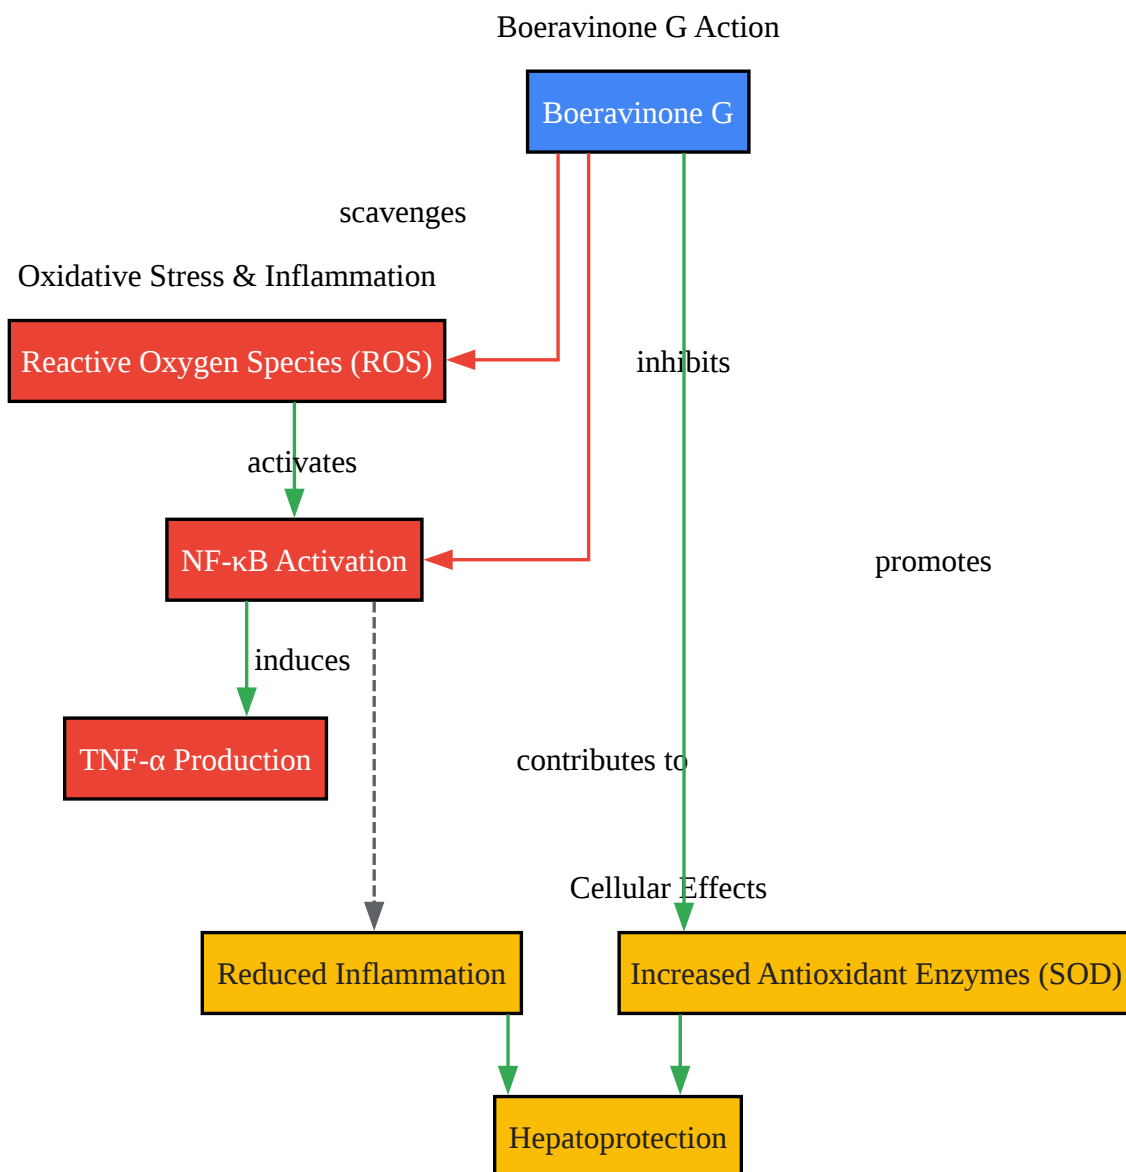 Boeravinone G Action
Boeravinone G
scavenges
Oxidative Stress & Inflammation
Reactive Oxygen Species (ROS)
inhibits
activates
NF-κB Activation
promotes
induces
TNF-α Production
contributes to
Cellular Effects
Reduced Inflammation
Increased Antioxidant Enzymes (SOD)
Hepatoprotection